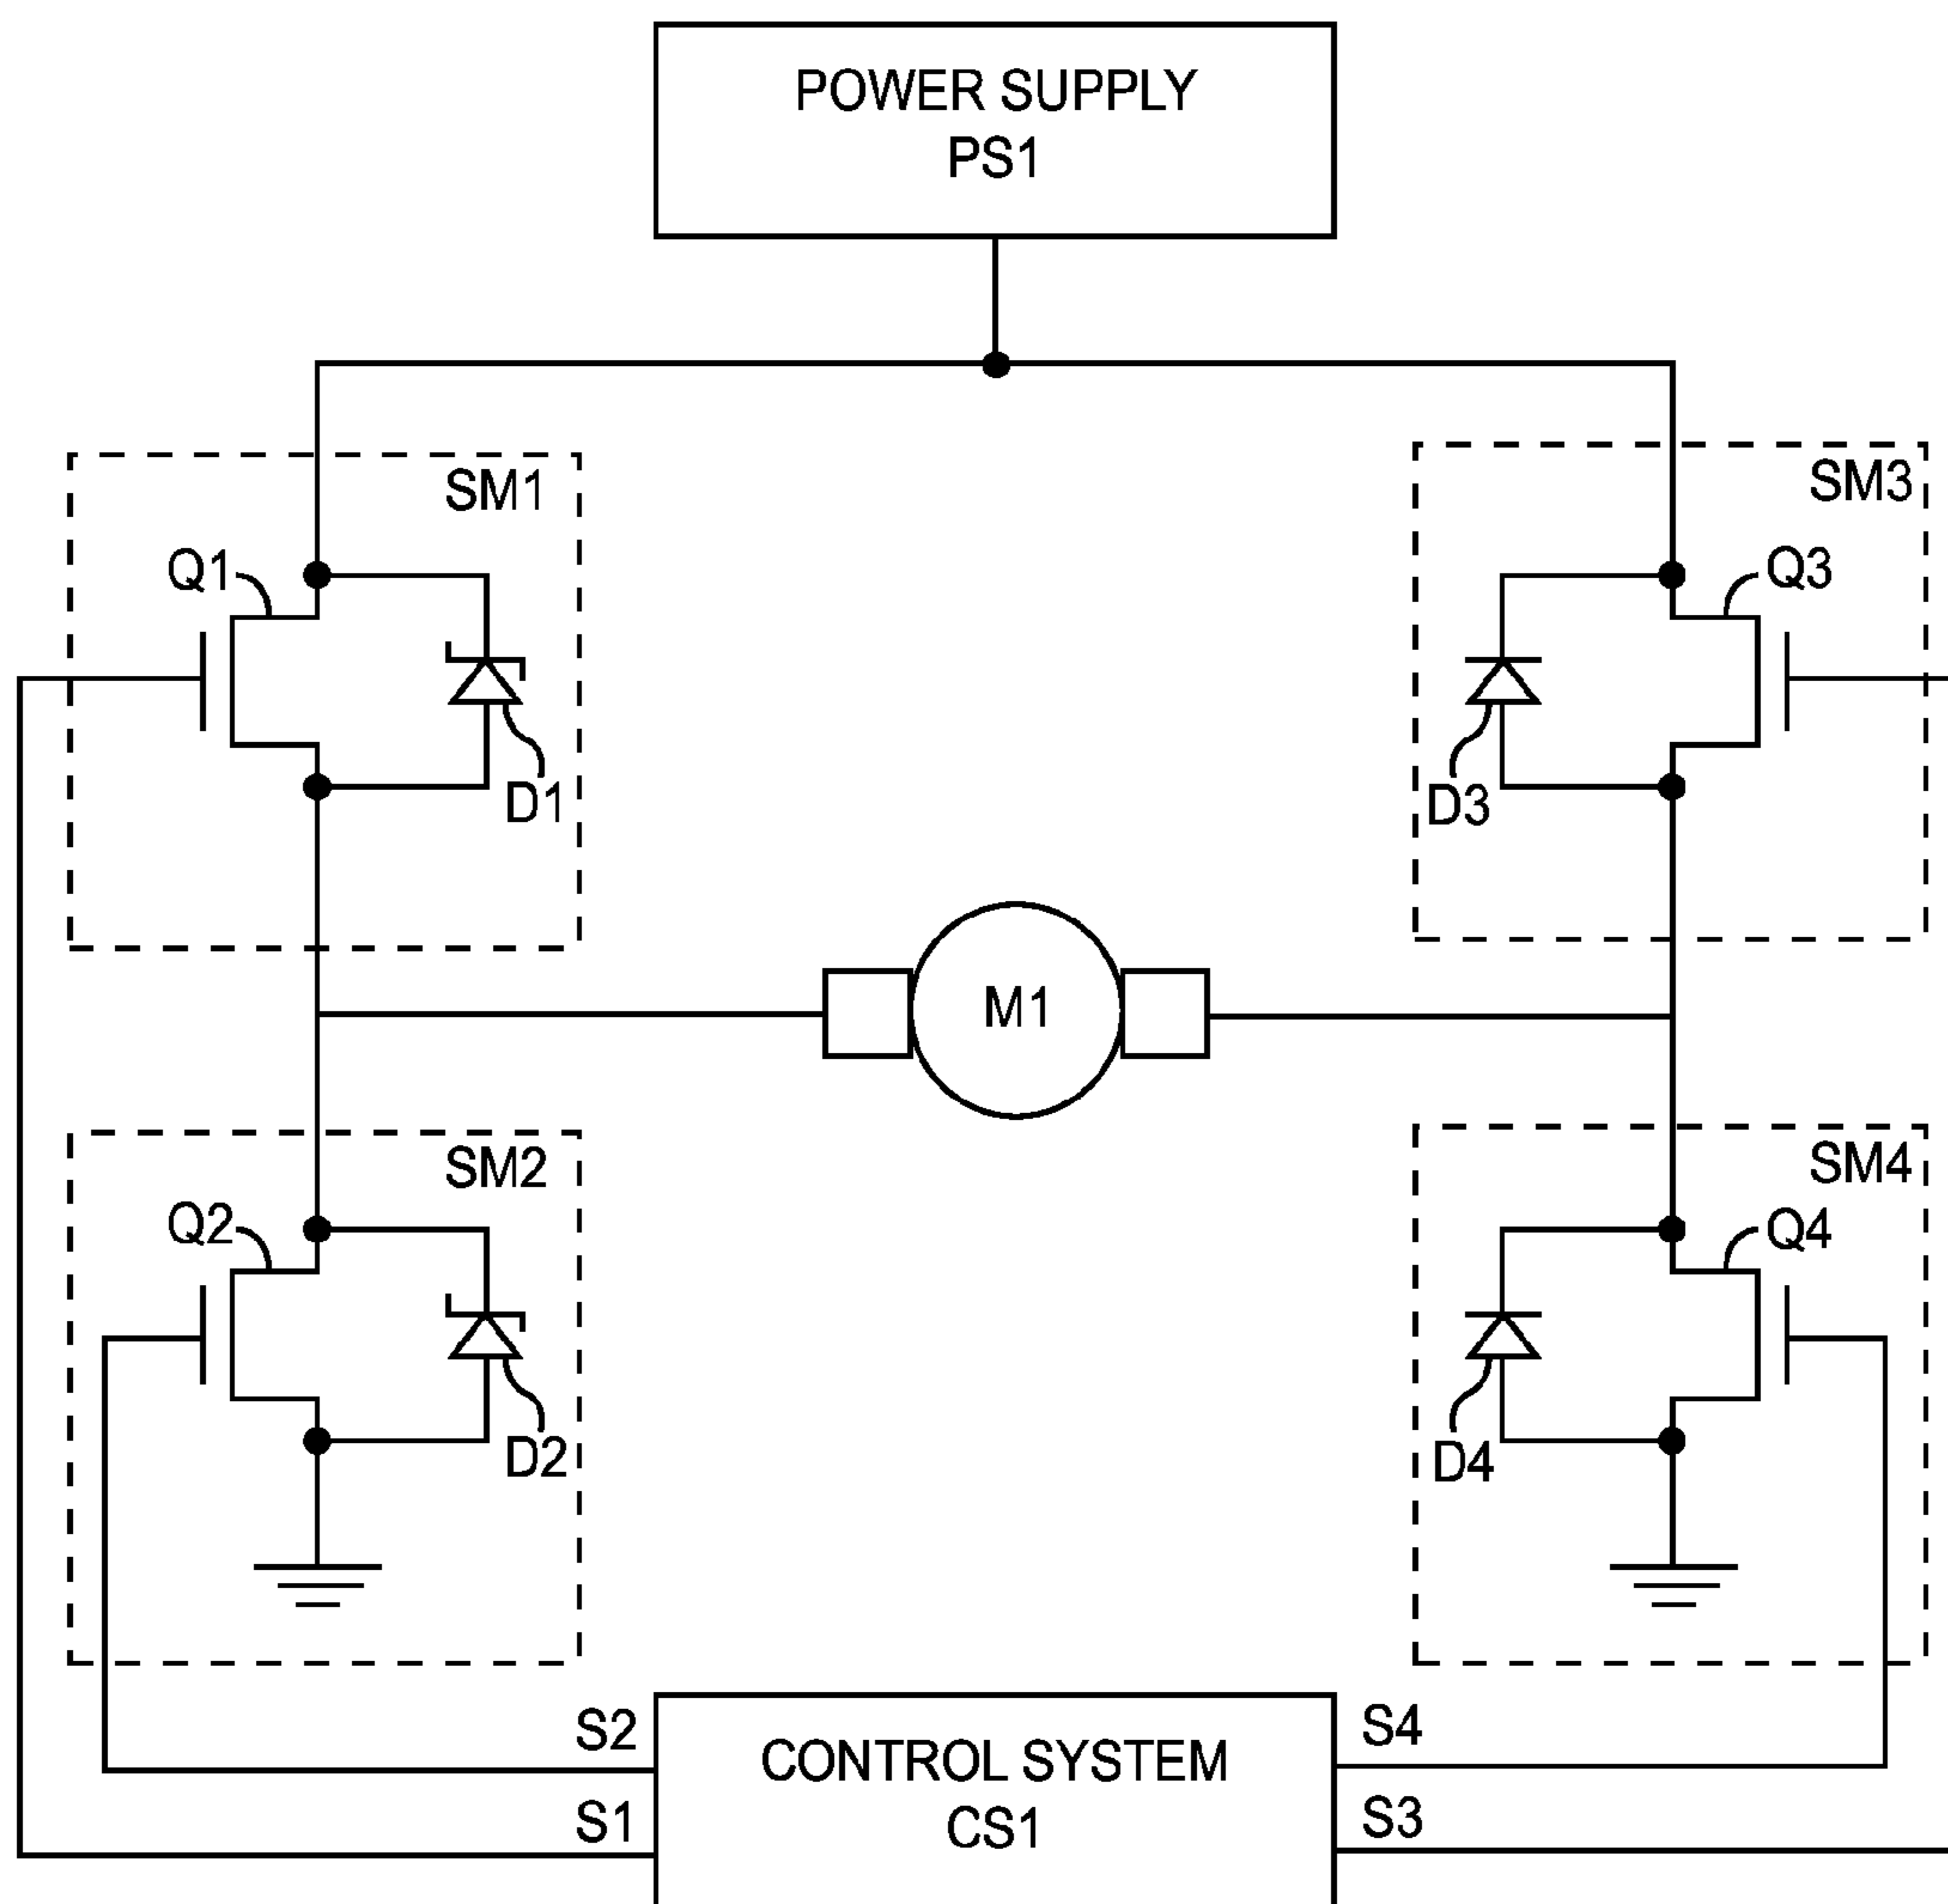 POWER SUPPLY
PS1
SM1
SM3
Q1
Q3
D1
D3
M1
SM2
SM4
Q2
Q4
D2
D4
S2
S4
CONTROL SYSTEM
S1
S3
CS1